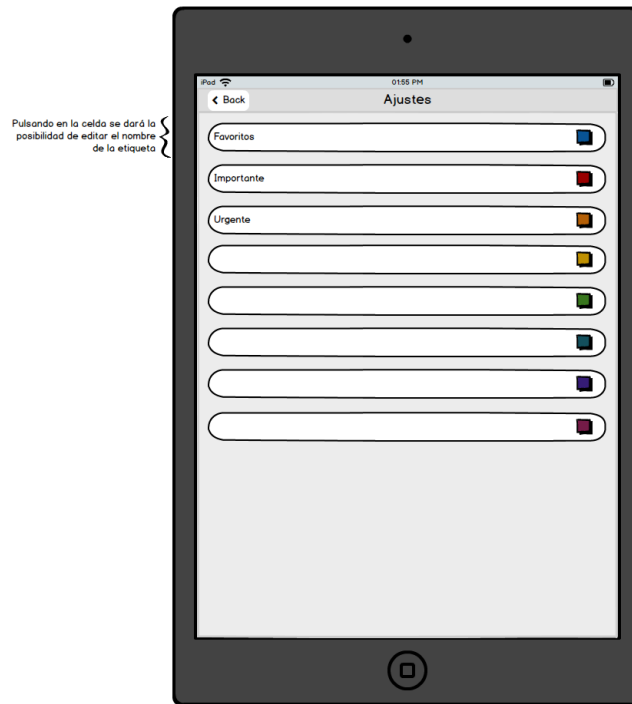 iPad
01:55 PM
Back
Ajustes
Pulsando en la celda se dará la
posibilidad de editar el nombre
de la etiqueta
Favoritos
Importante
Urgente